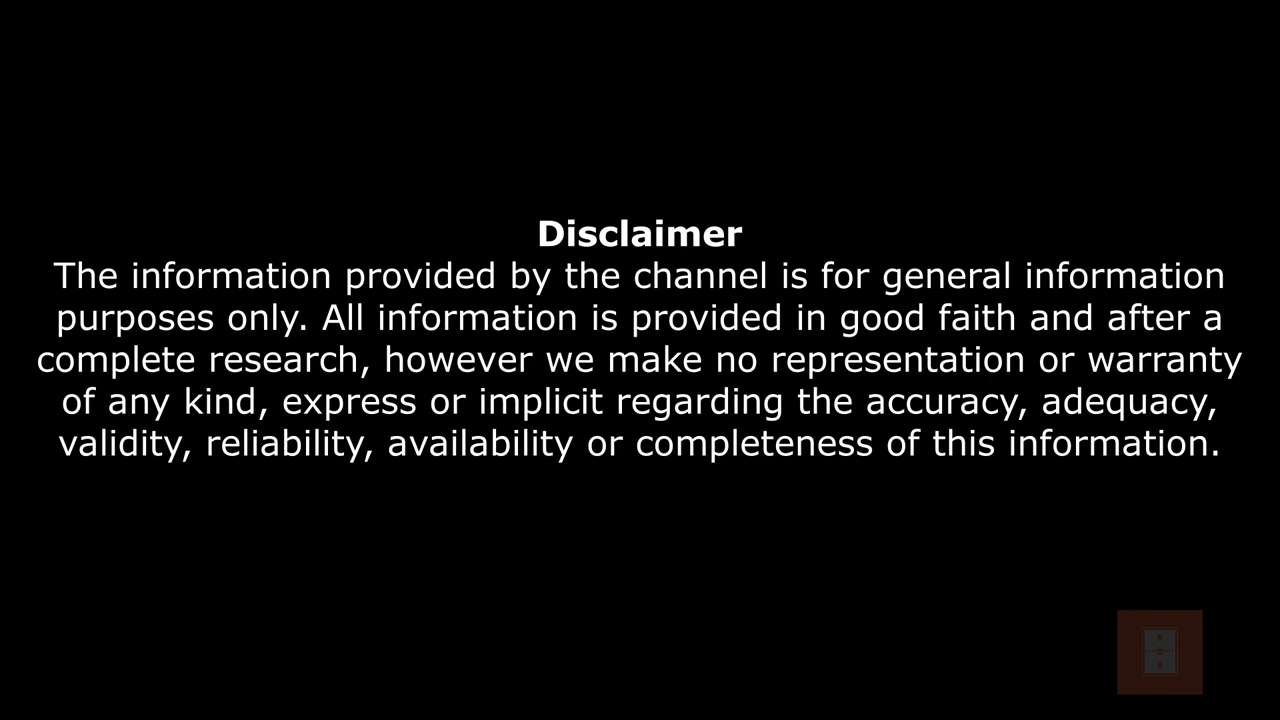 Disclaimer
The information provided by the channel is for general information
purposes only. All information is provided in good faith and after a
complete research, however we make no representation or warranty
of any kind, express or implicit regarding the accuracy, adequacy,
validity, reliability, availability or completeness of this information.